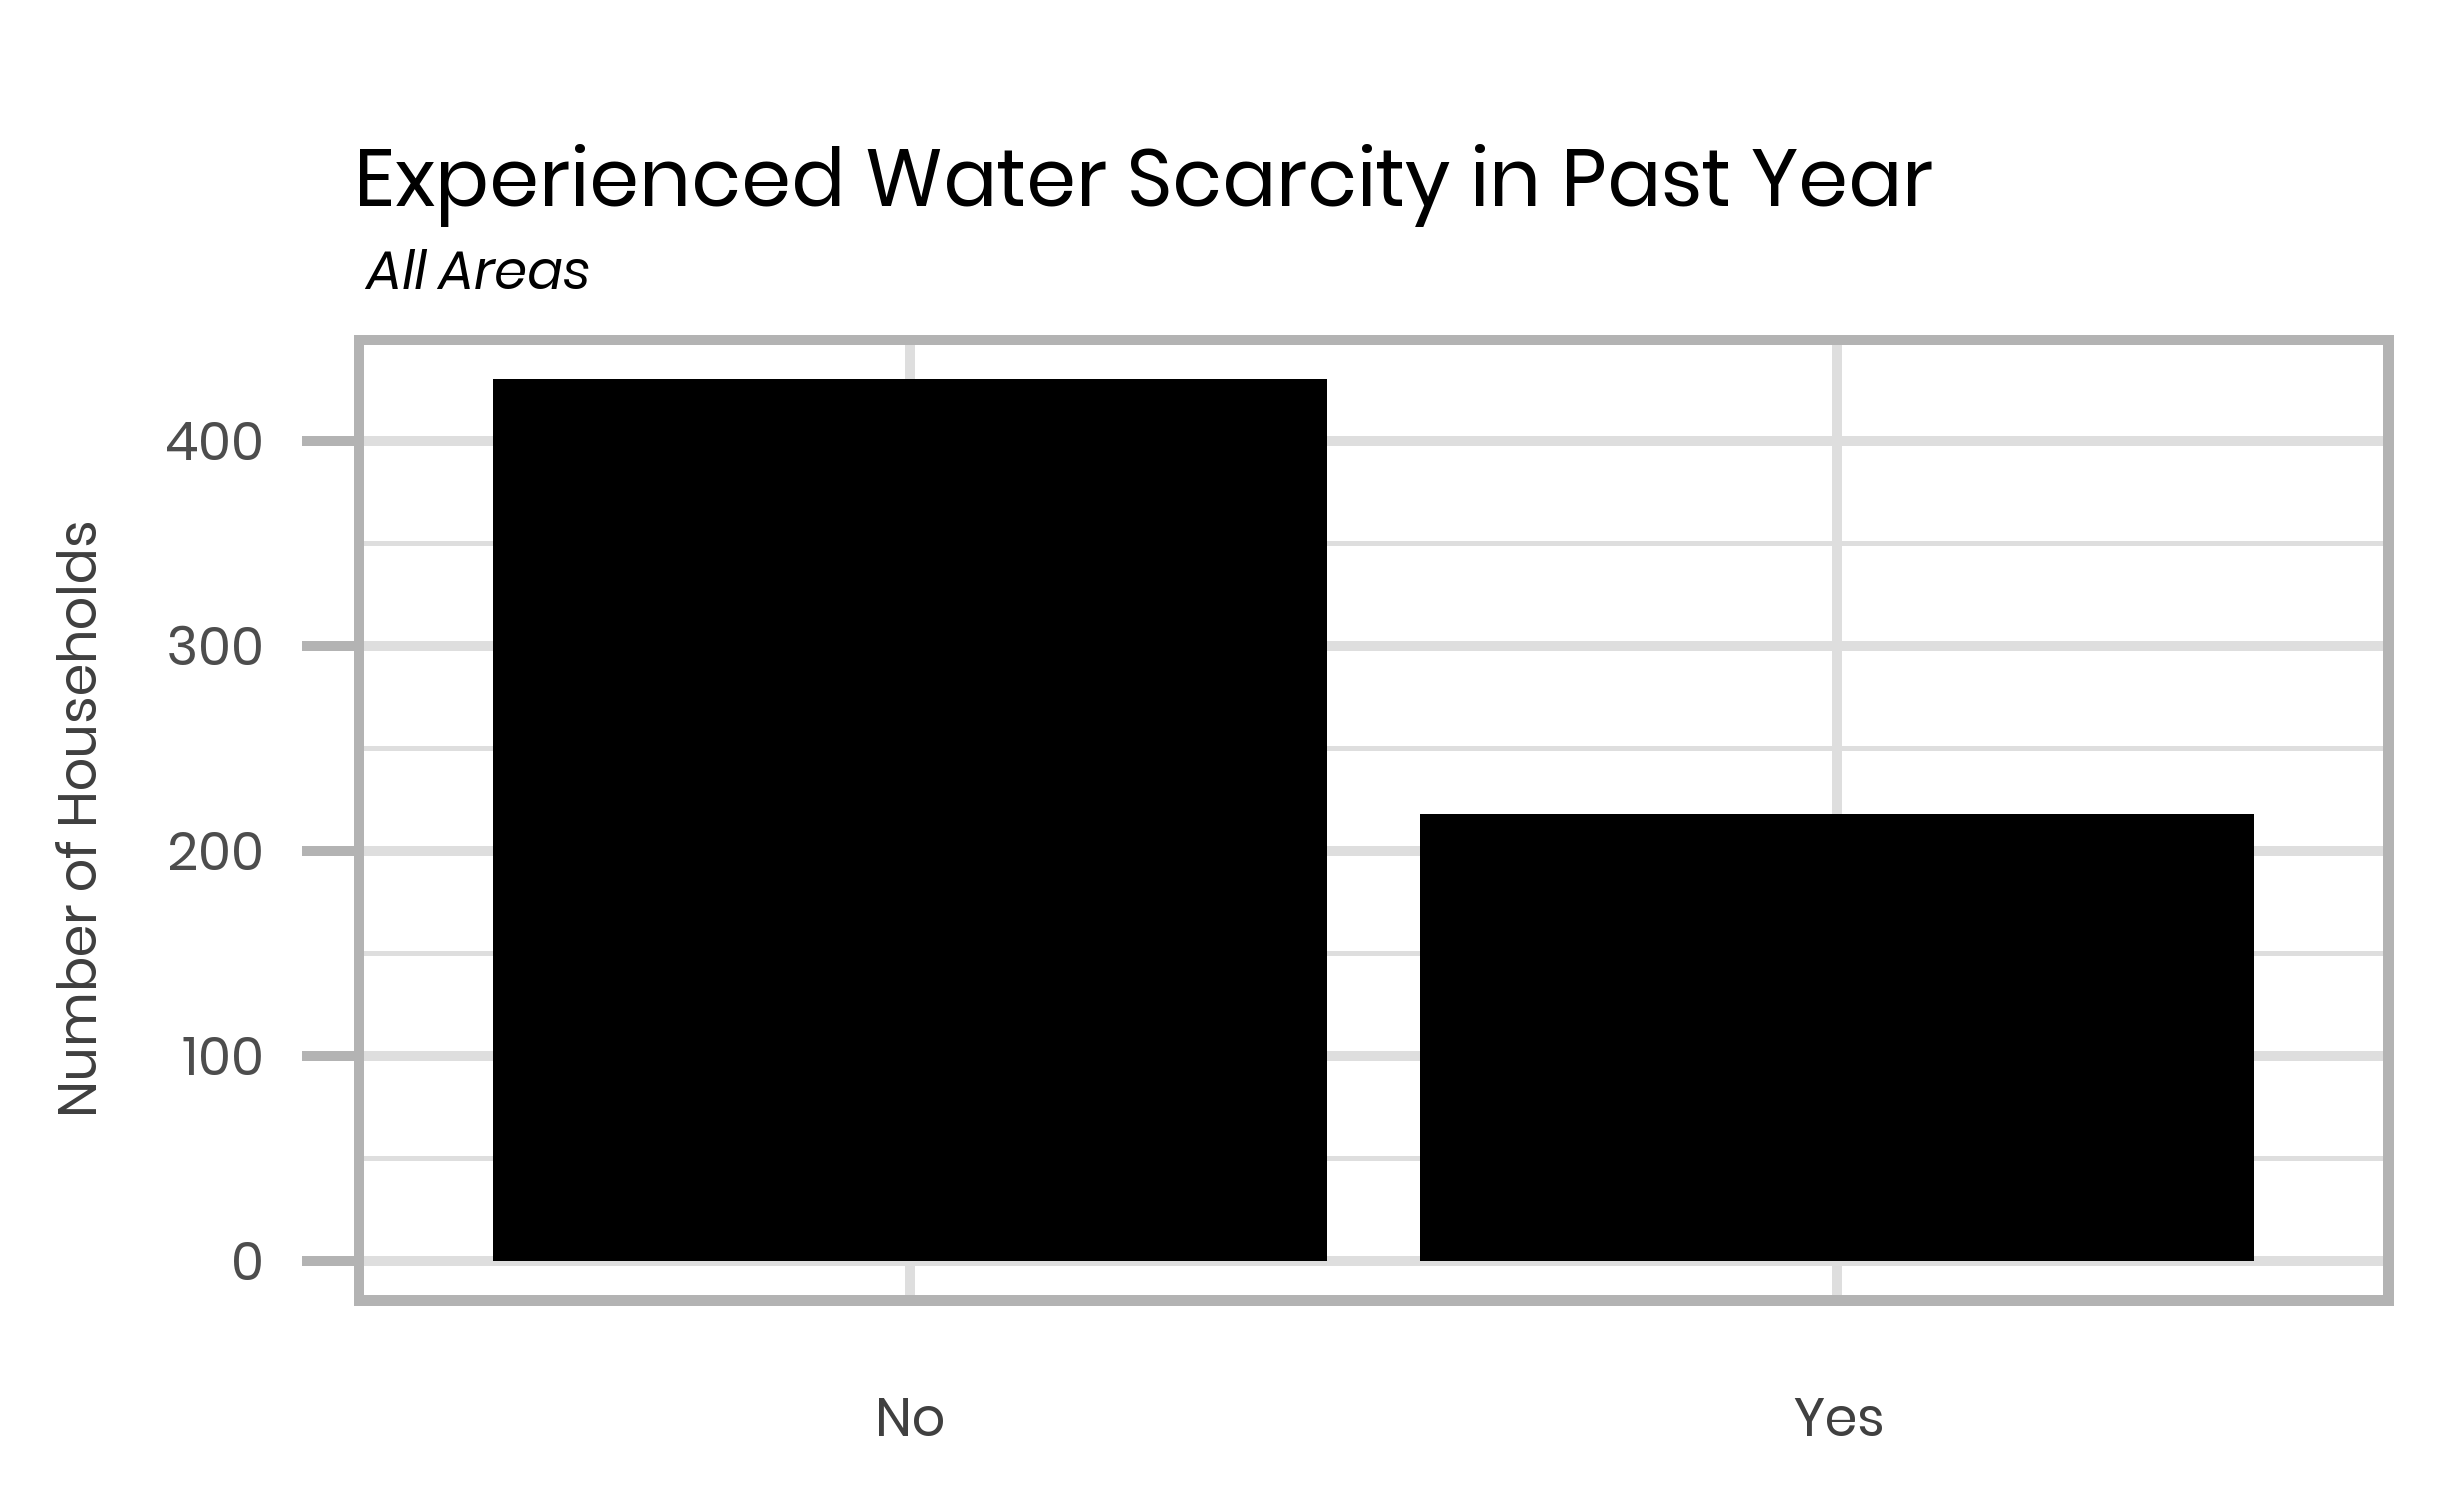 Experienced Water Scarcity in Past Year
All Areas
Number of Households
400
300
200
100
0
No
Yes